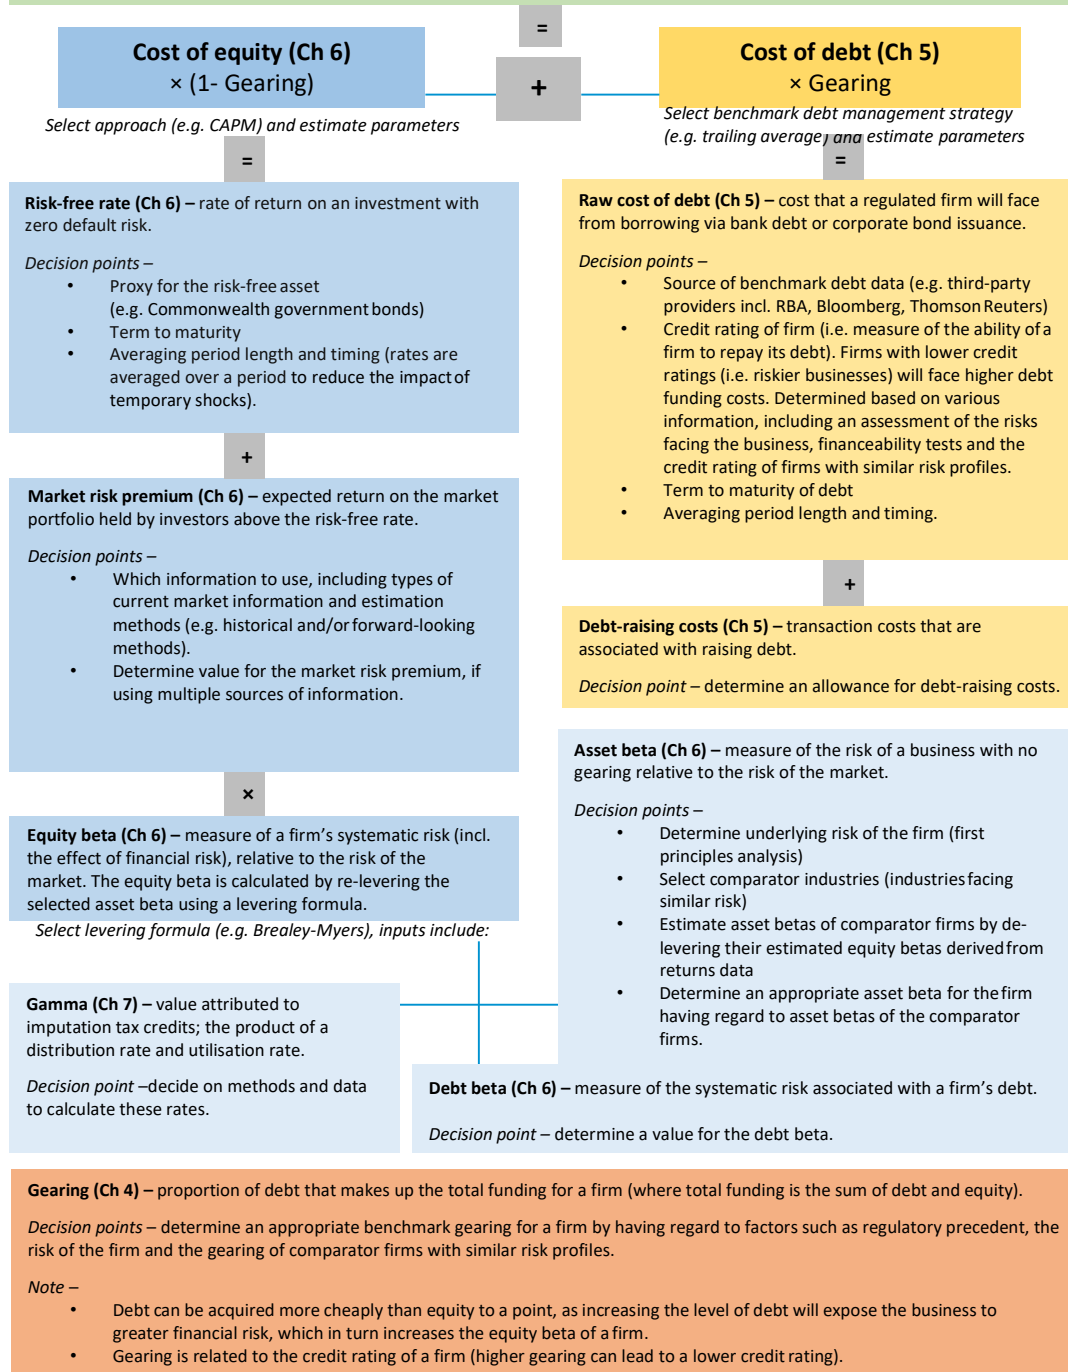 =
Cost of equity (Ch 6)
× (1- Gearing)
+
Cost of debt (Ch 5)
× Gearing
Select approach (e.g. CAPM) and estimate parameters
Select benchmark debt management strategy
(e.g. trailing average) and estimate parameters
=
=
Risk-free rate (Ch 6) – rate of return on an investment with
zero default risk.
Decision points –
• Proxy for the risk-free asset
(e.g. Commonwealth government bonds)
• Term to maturity
• Averaging period length and timing (rates are
averaged over a period to reduce the impact of
temporary shocks).
+
Market risk premium (Ch 6) – expected return on the market
portfolio held by investors above the risk-free rate.
Decision points –
• Which information to use, including types of
current market information and estimation
methods (e.g. historical and/or forward-looking
methods).
• Determine value for the market risk premium, if
using multiple sources of information.
×
Equity beta (Ch 6) – measure of a firm's systematic risk (incl.
the effect of financial risk), relative to the risk of the
market. The equity beta is calculated by re-levering the
selected asset beta using a levering formula.
Select levering formula (e.g. Brealey-Myers), inputs include:
Raw cost of debt (Ch 5) – cost that a regulated firm will face
from borrowing via bank debt or corporate bond issuance.
Decision points –
• Source of benchmark debt data (e.g. third-party
providers incl. RBA, Bloomberg, Thomson Reuters)
• Credit rating of firm (i.e. measure of the ability of a
firm to repay its debt). Firms with lower credit
ratings (i.e. riskier businesses) will face higher debt
funding costs. Determined based on various
information, including an assessment of the risks
facing the business, financeability tests and the
credit rating of firms with similar risk profiles.
• Term to maturity of debt
• Averaging period length and timing.
+
Debt-raising costs (Ch 5) – transaction costs that are
associated with raising debt.
Decision point – determine an allowance for debt-raising costs.
Asset beta (Ch 6) – measure of the risk of a business with no
gearing relative to the risk of the market.
Decision points –
• Determine underlying risk of the firm (first
principles analysis)
• Select comparator industries (industries facing
similar risk)
• Estimate asset betas of comparator firms by de-
levering their estimated equity betas derived from
returns data
• Determine an appropriate asset beta for the firm
having regard to asset betas of the comparator
firms.
Gamma (Ch 7) – value attributed to
imputation tax credits; the product of a
distribution rate and utilisation rate.
Decision point –decide on methods and data
to calculate these rates.
Debt beta (Ch 6) – measure of the systematic risk associated with a firm's debt.
Decision point – determine a value for the debt beta.
Gearing (Ch 4) – proportion of debt that makes up the total funding for a firm (where total funding is the sum of debt and equity).
Decision points – determine an appropriate benchmark gearing for a firm by having regard to factors such as regulatory precedent, the
risk of the firm and the gearing of comparator firms with similar risk profiles.
Note –
• Debt can be acquired more cheaply than equity to a point, as increasing the level of debt will expose the business to
greater financial risk, which in turn increases the equity beta of a firm.
• Gearing is related to the credit rating of a firm (higher gearing can lead to a lower credit rating).